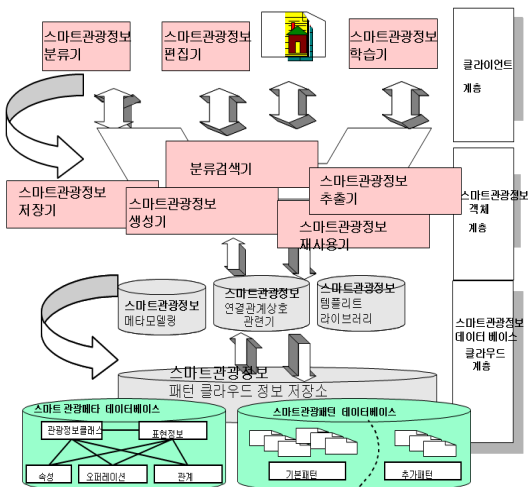 스마트관광정보
분류기
스마트관광정보
편집기
스마트관광정보
학습기
클라이언트
계층
분류검색기
스마트관광정보
저장기
스마트관광정보
생성기
스마트관광정보
추출기
스마트관광정보
재사용기
스마트관광정보
객체
계층
스마트관광정보
메타모델링
스마트관광정보
연결관계상호
관련기
스마트관광정보
템플리트
라이브러리
스마트관광정보
데이터 베이스
클라우드
계층
스마트관광정보
패턴 클라우드 정보 저장소
스마트 관광메타 데이터베이스
관광정보클래스
표현정보
속성
오퍼레이션
관계
스마트관광패턴 데이터베이스
기본패턴
추가패턴